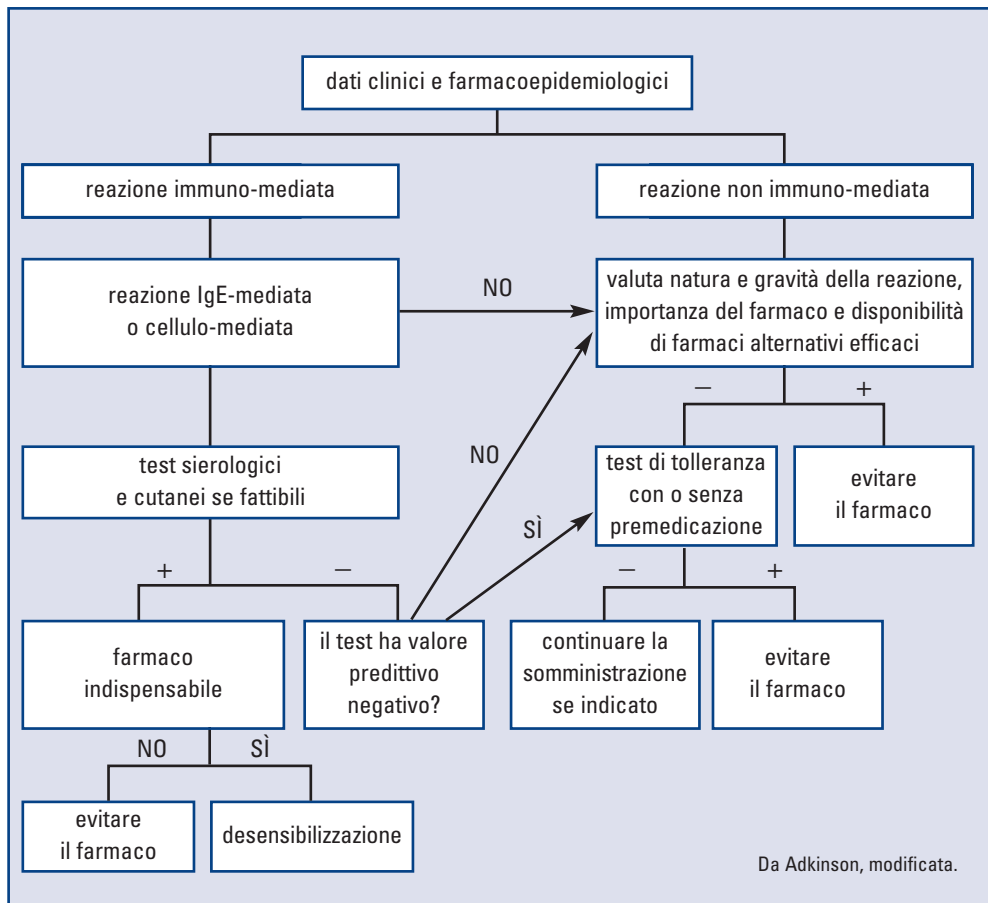 dati clinici e farmacoepidemiologici
reazione immuno-mediata
reazione non immuno-mediata
reazione IgE-mediata
o cellulo-mediata
NO
valuta natura e gravità della reazione,
importanza del farmaco e disponibilità
di farmaci alternativi efficaci
–
+
test sierologici
e cutanei se fattibili
NO
SÌ
test di tolleranza
con o senza
premedicazione
evitare
il farmaco
+
–
–
+
farmaco
indispensabile
il test ha valore
predittivo
negativo?
continuare la
somministrazione
se indicato
evitare
il farmaco
NO
SÌ
evitare
il farmaco
desensibilizzazione
Da Adkinson, modificata.